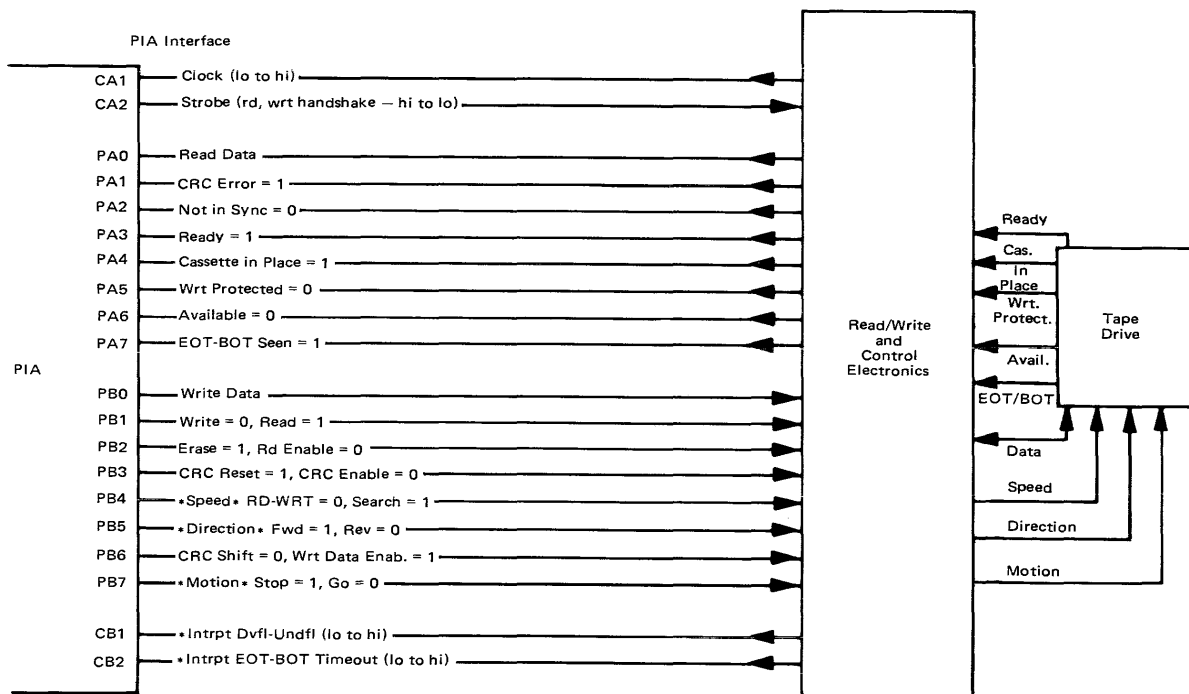 PIA Interface
CA1 Clock (lo to hi)
CA2 Strobe (rd, wrt handshake — hi to lo)
PA0 Read Data
PA1 CRC Error = 1
PA2 Not in Sync = 0
PA3 Ready = 1
PA4 Cassette in Place = 1
PA5 Wrt Protected = 0
PA6 Available = 0
PA7 EOT-BOT Seen = 1
PIA
PB0 Write Data
PB1 Write = 0, Read = 1
PB2 Erase = 1, Rd Enable = 0
PB3 CRC Reset = 1, CRC Enable = 0
PB4 *Speed* RD-WRT = 0, Search = 1
PB5 *Direction* Fwd = 1, Rev = 0
PB6 CRC Shift = 0, Wrt Data Enab. = 1
PB7 *Motion* Stop = 1, Go = 0
CB1 *Intrpt Dvfl-Undfl (lo to hi)
CB2 *Intrpt EOT-BOT Timeout (lo to hi)
Read/Write
and
Control
Electronics
Ready
Cas.
In
Place
Wrt.
Protect.
Avail.
EOT/BOT
Data
Speed
Direction
Motion
Tape
Drive